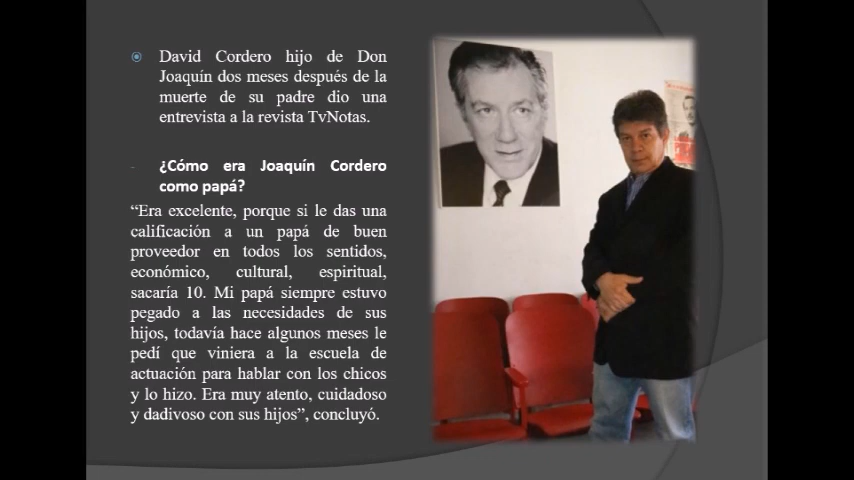 David Cordero hijo de Don
Joaquín dos meses después de la
muerte de su padre dio una
entrevista a la revista TvNotas.
- ¿Cómo era Joaquín Cordero
como papá?
“Era excelente, porque si le das una
calificación a un papá de buen
proveedor en todos los sentidos,
económico, cultural, espiritual,
sacaría 10. Mi papá siempre estuvo
pegado a las necesidades de sus
hijos, todavía hace algunos meses le
pedí que viniera a la escuela de
actuación para hablar con los chicos
y lo hizo. Era muy atento, cuidadoso
y dadivoso con sus hijos”, concluyó.